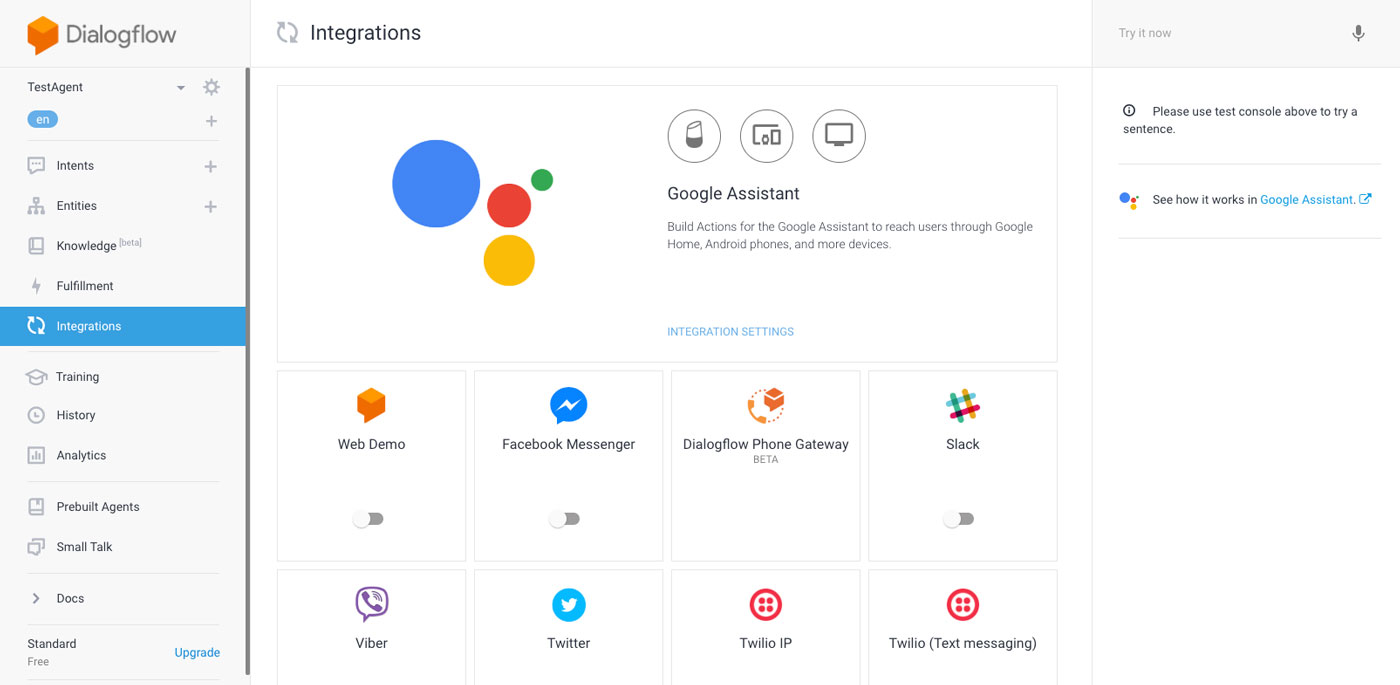 Dialogflow
TestAgent
en
Intents
Entities
Knowledge [beta]
Fulfillment
Integrations
Training
History
Analytics
Prebuilt Agents
Small Talk
Docs
Standard
Free
Upgrade
Integrations
Google Assistant
Build Actions for the Google Assistant to reach users through Google
Home, Android phones, and more devices.
INTEGRATION SETTINGS
Web Demo
Facebook Messenger
Dialogflow Phone Gateway
BETA
Slack
Viber
Twitter
Twilio IP
Twilio (Text messaging)
Try it now
Please use test console above to try a
sentence.
See how it works in Google Assistant.